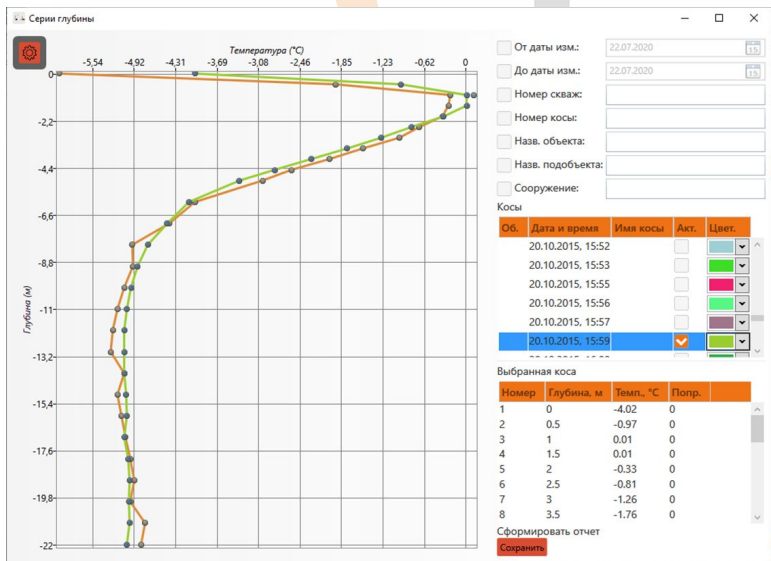 Серии глубины
Температура (°C)
-5,54 -4,92 -4,31 -3,69 -3,08 -2,46 -1,85 -1,23 -0,62 0
0
-2,2
-4,4
-6,6
-8,8
-11
-13,2
-15,4
-17,6
-19,8
-22
Глубина (м)
От даты изм.: 22.07.2020 15
До даты изм.: 22.07.2020 15
Номер скваж:
Номер косы:
Назв. объекта:
Назв. подобъекта:
Сооружение:
Косы
Об. Дата и время Имя косы Акт. Цвет.
20.10.2015, 15:52
20.10.2015, 15:53
20.10.2015, 15:55
20.10.2015, 15:56
20.10.2015, 15:57
20.10.2015, 15:59
Выбранная коса
Номер Глубина, м Темп., °C Попр.
1 0 -4.02 0
2 0.5 -0.97 0
3 1 0.01 0
4 1.5 0.01 0
5 2 -0.33 0
6 2.5 -0.81 0
7 3 -1.26 0
8 3.5 -1.76 0
Сформировать отчет
Сохранить